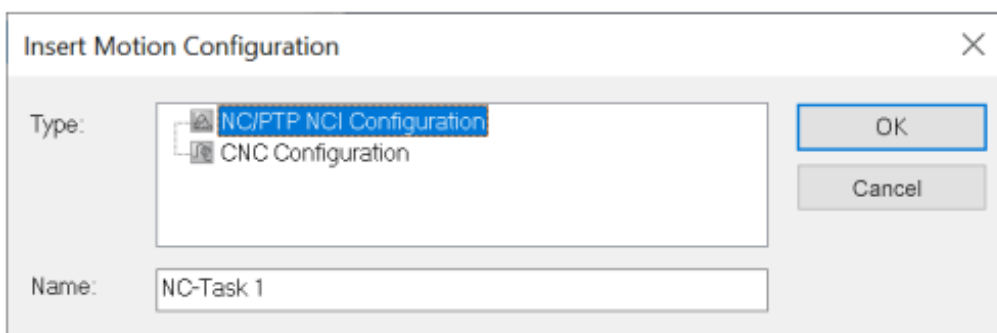 Insert Motion Configuration
Type:
NC/PTP NCI Configuration
CNC Configuration
OK
Cancel
Name:
NC-Task 1